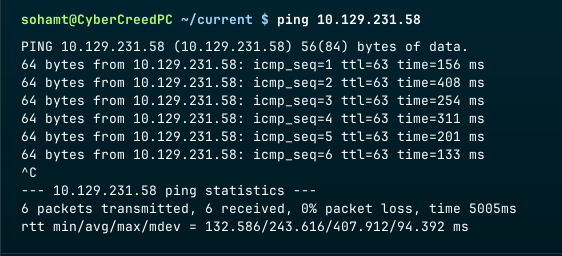 sohamt@CyberCreedPC ~/current $ ping 10.129.231.58
PING 10.129.231.58 (10.129.231.58) 56(84) bytes of data.
64 bytes from 10.129.231.58: icmp_seq=1 ttl=63 time=156 ms
64 bytes from 10.129.231.58: icmp_seq=2 ttl=63 time=408 ms
64 bytes from 10.129.231.58: icmp_seq=3 ttl=63 time=254 ms
64 bytes from 10.129.231.58: icmp_seq=4 ttl=63 time=311 ms
64 bytes from 10.129.231.58: icmp_seq=5 ttl=63 time=201 ms
64 bytes from 10.129.231.58: icmp_seq=6 ttl=63 time=133 ms
^C
--- 10.129.231.58 ping statistics ---
6 packets transmitted, 6 received, 0% packet loss, time 5005ms
rtt min/avg/max/mdev = 132.586/243.616/407.912/94.392 ms